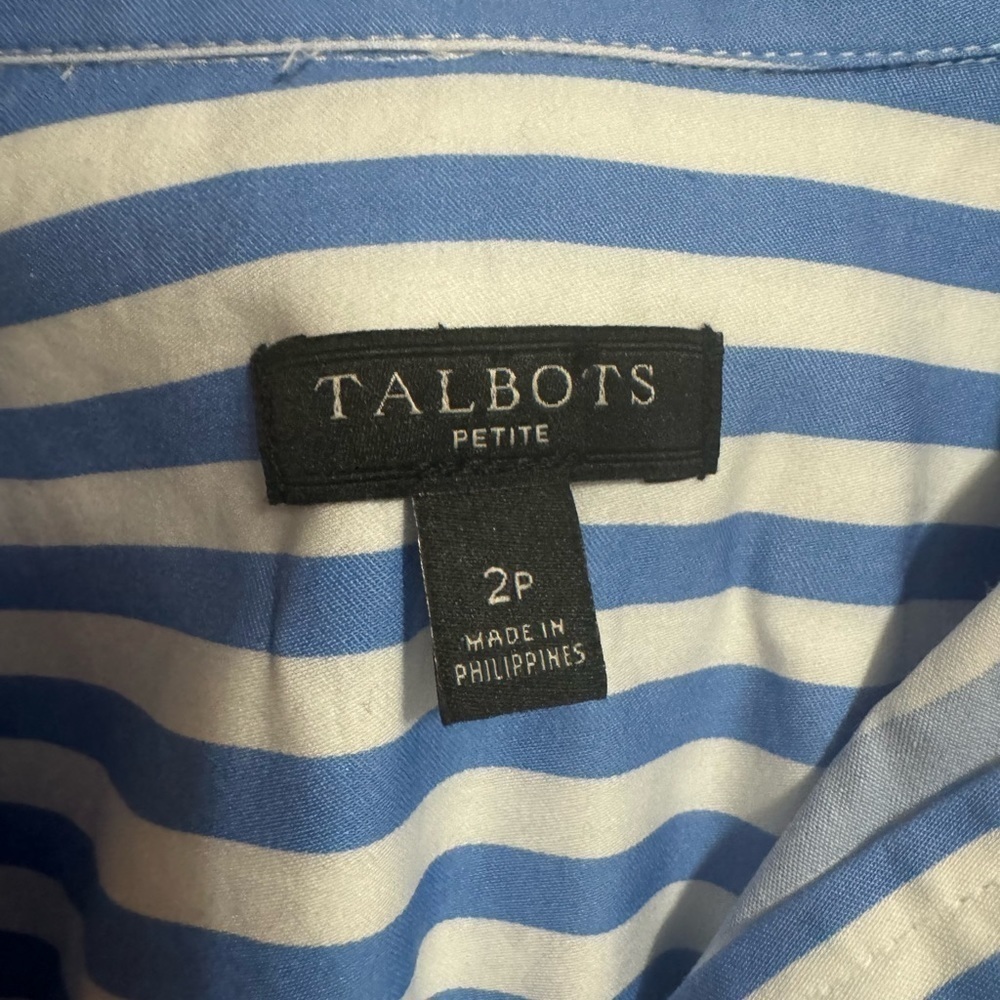 TALBOTS
PETITE
2P
MADE IN
PHILIPPINES